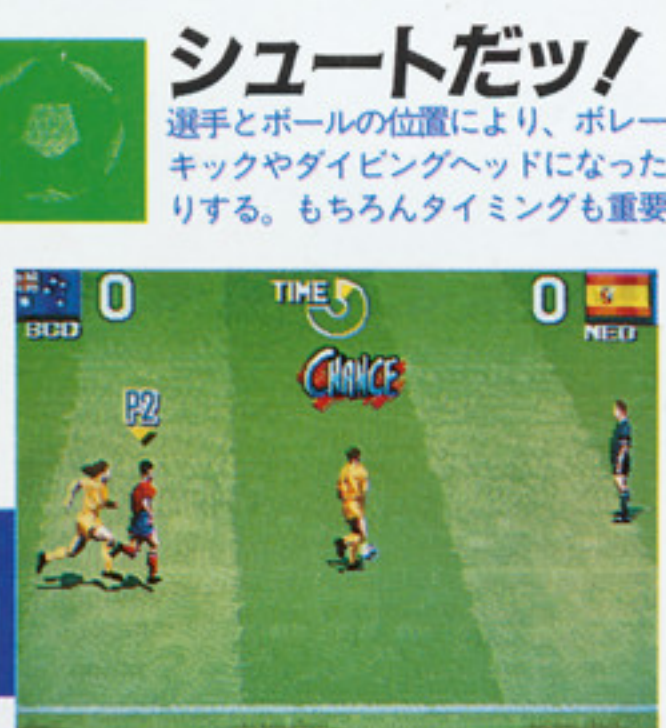 シュートだッ!
選手とボールの位置により、ボレー
キックやダイビングヘッドになった
りする。もちろんタイミングも重要
0 TIME 0
CHANCE
P2